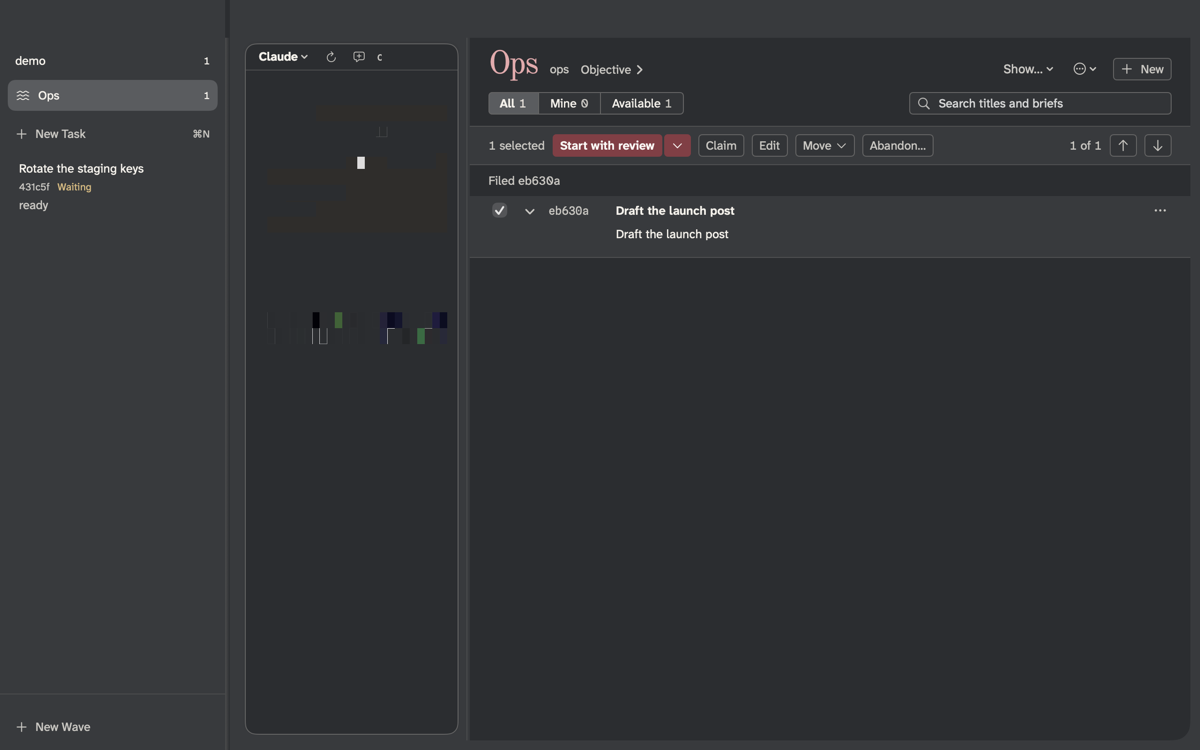 demo 1
Ops 1
New Task ⌘N
Rotate the staging keys
431c5f Waiting
ready
New Wave
Claude
Ops ops Objective
Show...
New
All 1 Mine 0 Available 1
Search titles and briefs
1 selected Start with review Claim Edit Move Abandon... 1 of 1
Filed eb630a
eb630a Draft the launch post
Draft the launch post